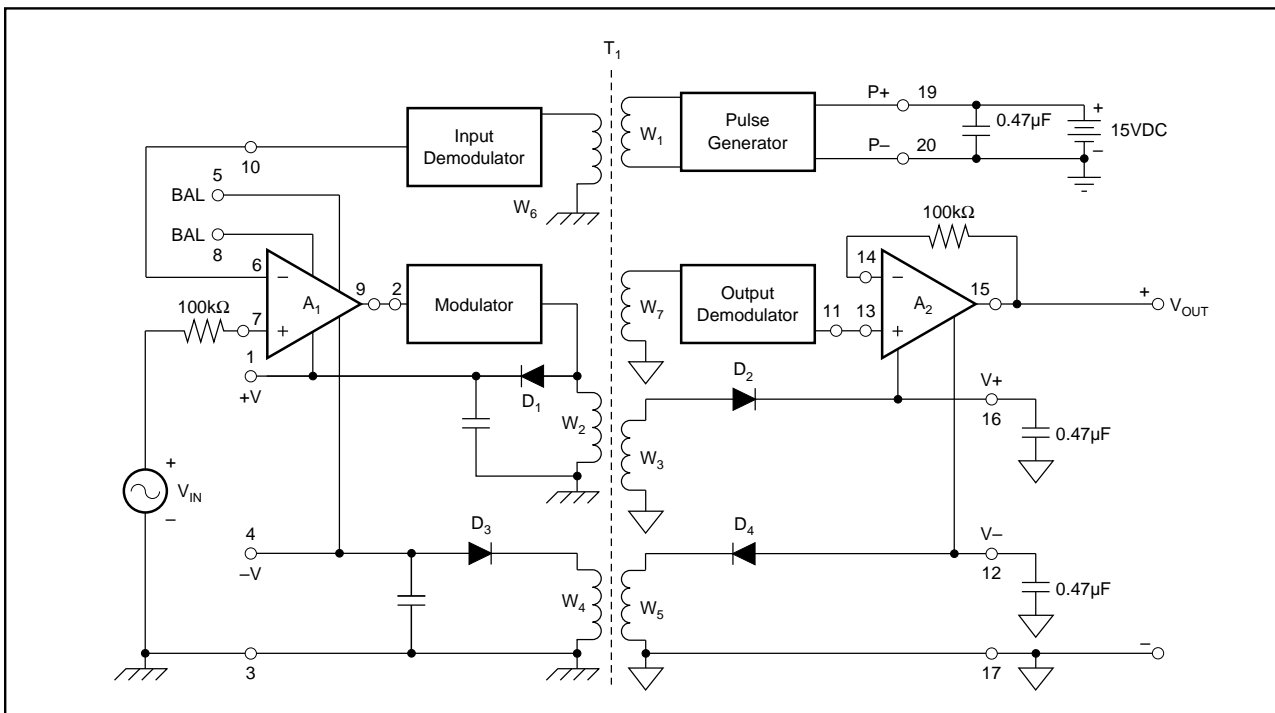 T1
P+ 19
Input Demodulator
W1
Pulse Generator
0.47µF
+
15VDC
–
10
P– 20
5
BAL
W6
100kΩ
BAL
8
14
6
–
–
A1
9 2
Modulator
W7
Output Demodulator
A2
15
+
VOUT
100kΩ
7
+
11 13
+
1
+V
D1
D2
V+
16
0.47µF
W2
W3
+
VIN
–
4
–V
D3
D4
V–
12
0.47µF
W4
W5
3
17
–